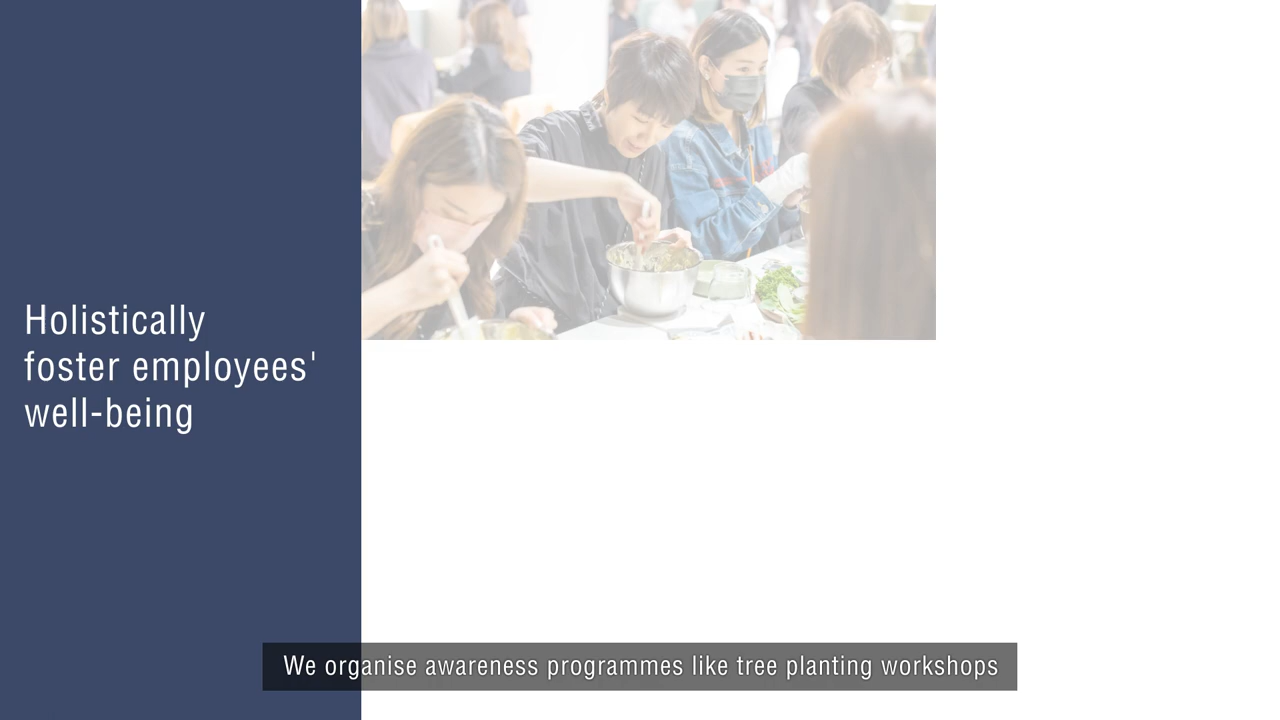 Holistically
foster employees'
well-being
We organise awareness programmes like tree planting workshops